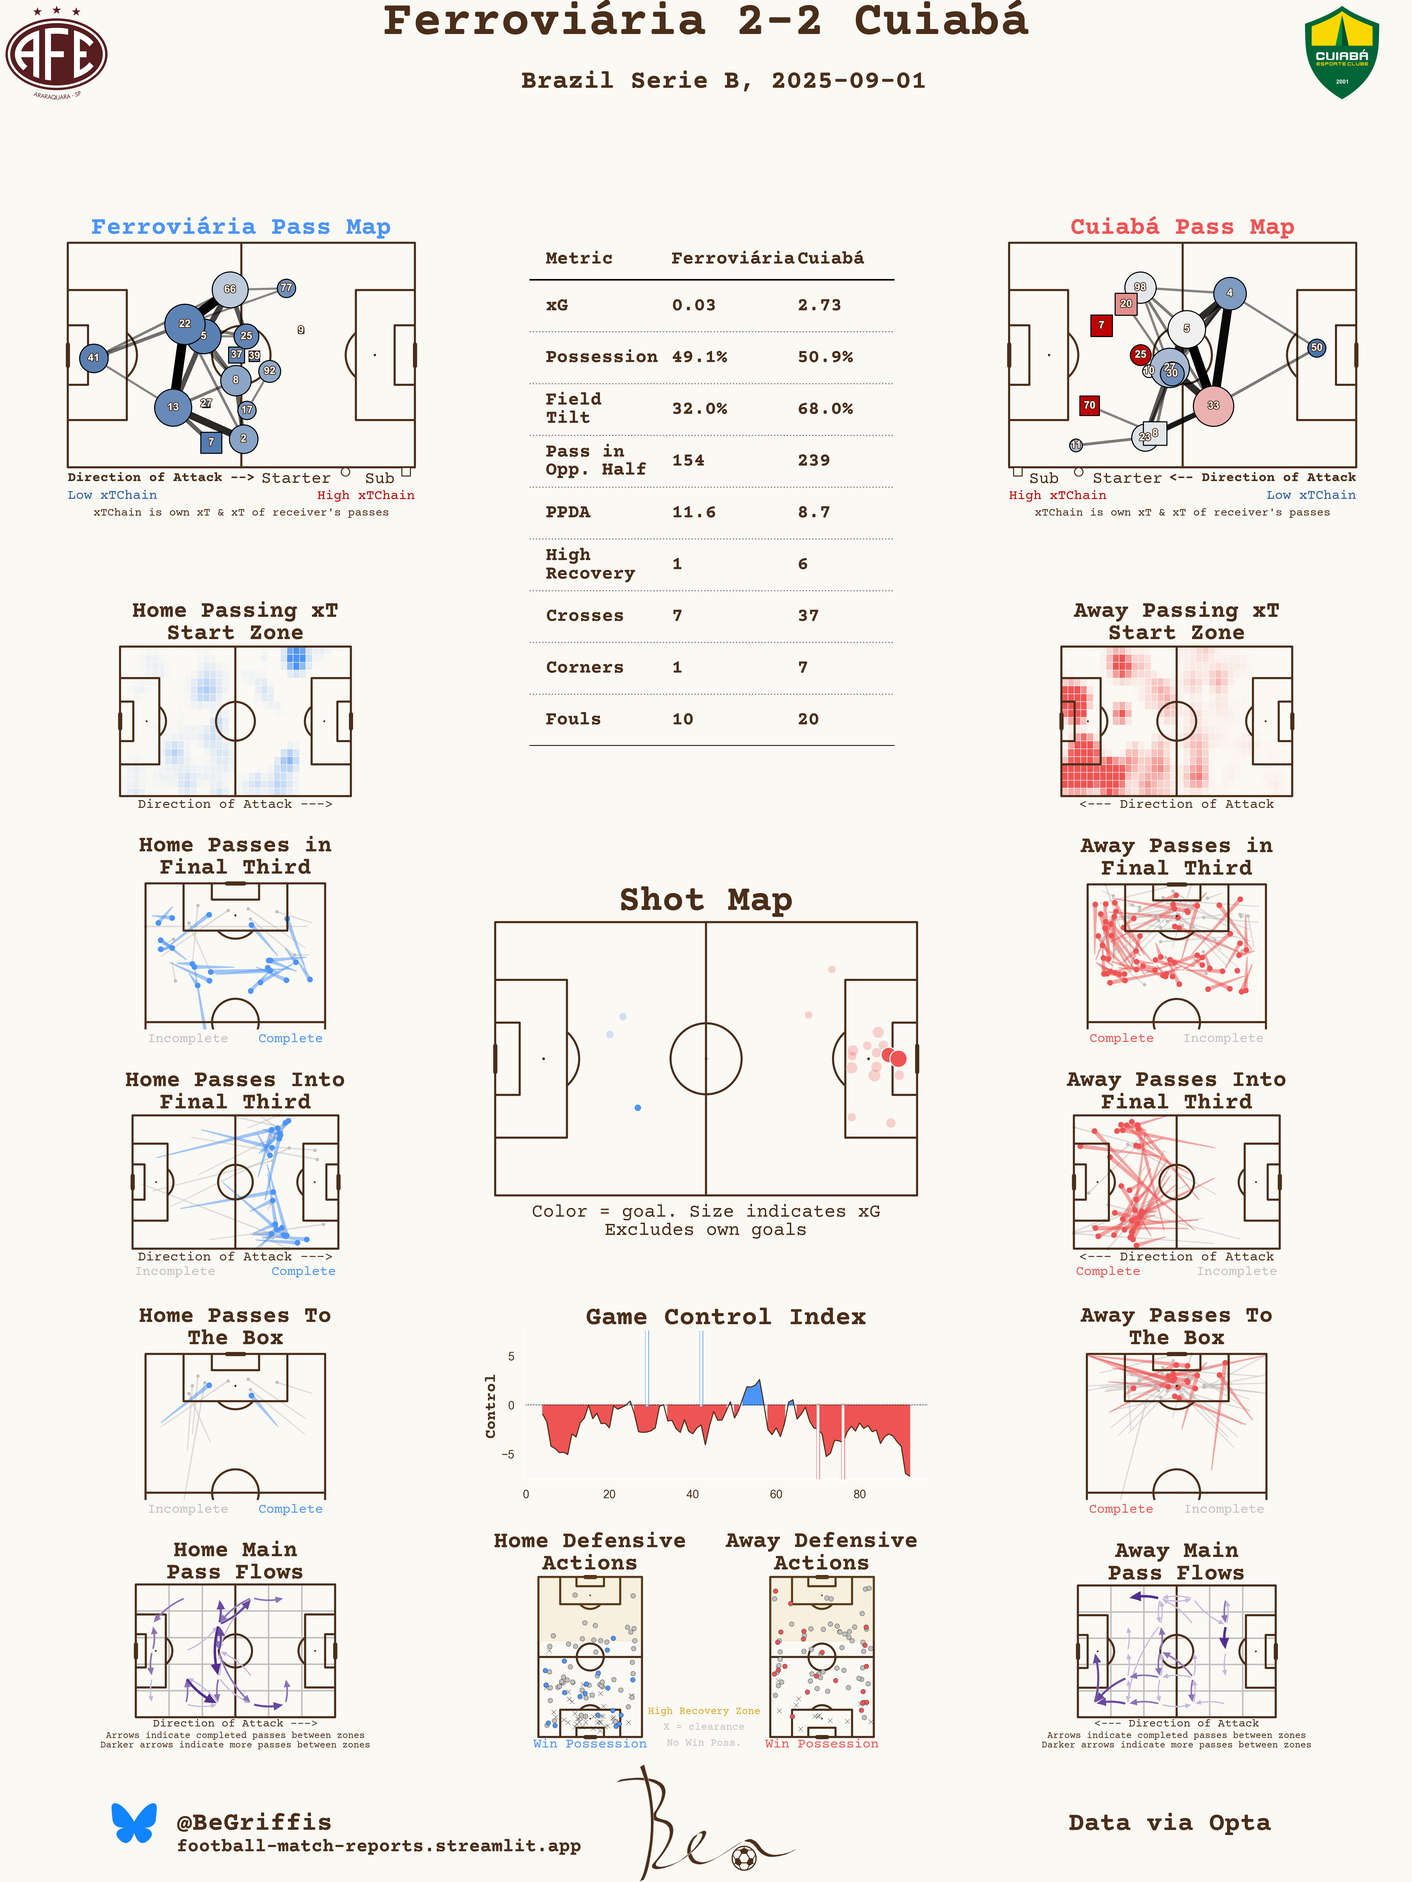 Ferroviária 2-2 Cuiabá
Brazil Serie B, 2025-09-01
AFE
ARARAQUARA - SP
CUIABÁ
ESPORTE CLUBE
2001
Ferroviária Pass Map
66
77
22
5
25
9
41
37
39
8
92
13
27
17
7
2
Direction of Attack --> Starter Sub
Low xTChain High xTChain
xTChain is own xT & xT of receiver's passes
Metric Ferroviária Cuiabá
xG 0.03 2.73
Possession 49.1% 50.9%
Field
Tilt 32.0% 68.0%
Pass in
Opp. Half 154 239
PPDA 11.6 8.7
High
Recovery 1 6
Crosses 7 37
Corners 1 7
Fouls 10 20
Cuiabá Pass Map
98
4
20
7
5
25
50
10
27
30
70
33
23
8
11
Sub Starter <-- Direction of Attack
High xTChain Low xTChain
xTChain is own xT & xT of receiver's passes
Home Passing xT
Start Zone
Direction of Attack --->
Away Passing xT
Start Zone
<--- Direction of Attack
Home Passes in
Final Third
Incomplete Complete
Away Passes in
Final Third
Complete Incomplete
Shot Map
Color = goal. Size indicates xG
Excludes own goals
Home Passes Into
Final Third
Direction of Attack --->
Incomplete Complete
Away Passes Into
Final Third
<--- Direction of Attack
Complete Incomplete
Home Passes To
The Box
Incomplete Complete
Game Control Index
Control
5
0
−5
0 20 40 60 80
Away Passes To
The Box
Complete Incomplete
Home Main
Pass Flows
Direction of Attack --->
Arrows indicate completed passes between zones
Darker arrows indicate more passes between zones
Home Defensive
Actions
Win Possession
Away Defensive
Actions
Win Possession
High Recovery Zone
X = clearance
No Win Poss.
Away Main
Pass Flows
<--- Direction of Attack
Arrows indicate completed passes between zones
Darker arrows indicate more passes between zones
@BeGriffis
football-match-reports.streamlit.app
Ben
Data via Opta